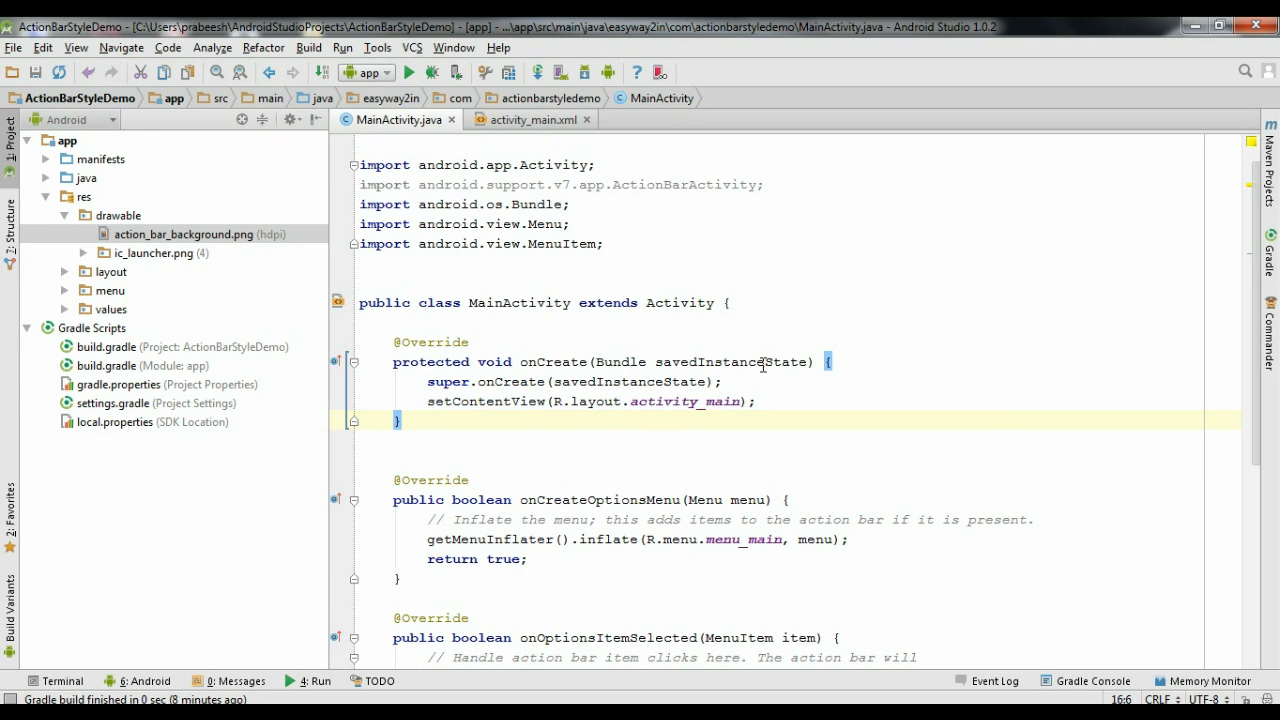 ActionBarStyleDemo - [C:\Users\prabeesh\AndroidStudioProjects\ActionBarStyleDemo] - [app] - ...\app\src\main\java\easyway2in\com\actionbarstyledemo\MainActivity.java - Android Studio 1.0.2
File Edit View Navigate Code Analyze Refactor Build Run Tools VCS Window Help
app
ActionBarStyleDemo app src main java easyway2in com actionbarstyledemo MainActivity
Android
MainActivity.java activity_main.xml
1: Project
7: Structure
2: Favorites
Build Variants
app
manifests
java
res
drawable
action_bar_background.png (hdpi)
ic_launcher.png (4)
layout
menu
values
Gradle Scripts
build.gradle (Project: ActionBarStyleDemo)
build.gradle (Module: app)
gradle.properties (Project Properties)
settings.gradle (Project Settings)
local.properties (SDK Location)
import android.app.Activity;
import android.support.v7.app.ActionBarActivity;
import android.os.Bundle;
import android.view.Menu;
import android.view.MenuItem;
public class MainActivity extends Activity {
@Override
protected void onCreate(Bundle savedInstanceState) {
super.onCreate(savedInstanceState);
setContentView(R.layout.activity_main);
}
@Override
public boolean onCreateOptionsMenu(Menu menu) {
// Inflate the menu; this adds items to the action bar if it is present.
getMenuInflater().inflate(R.menu.menu_main, menu);
return true;
}
@Override
public boolean onOptionsItemSelected(MenuItem item) {
// Handle action bar item clicks here. The action bar will
m Maven Projects
Gradle
Commander
Terminal 6: Android 0: Messages 4: Run TODO Event Log Gradle Console Memory Monitor
Gradle build finished in 0 sec (8 minutes ago) 16:6 CRLF UTF-8